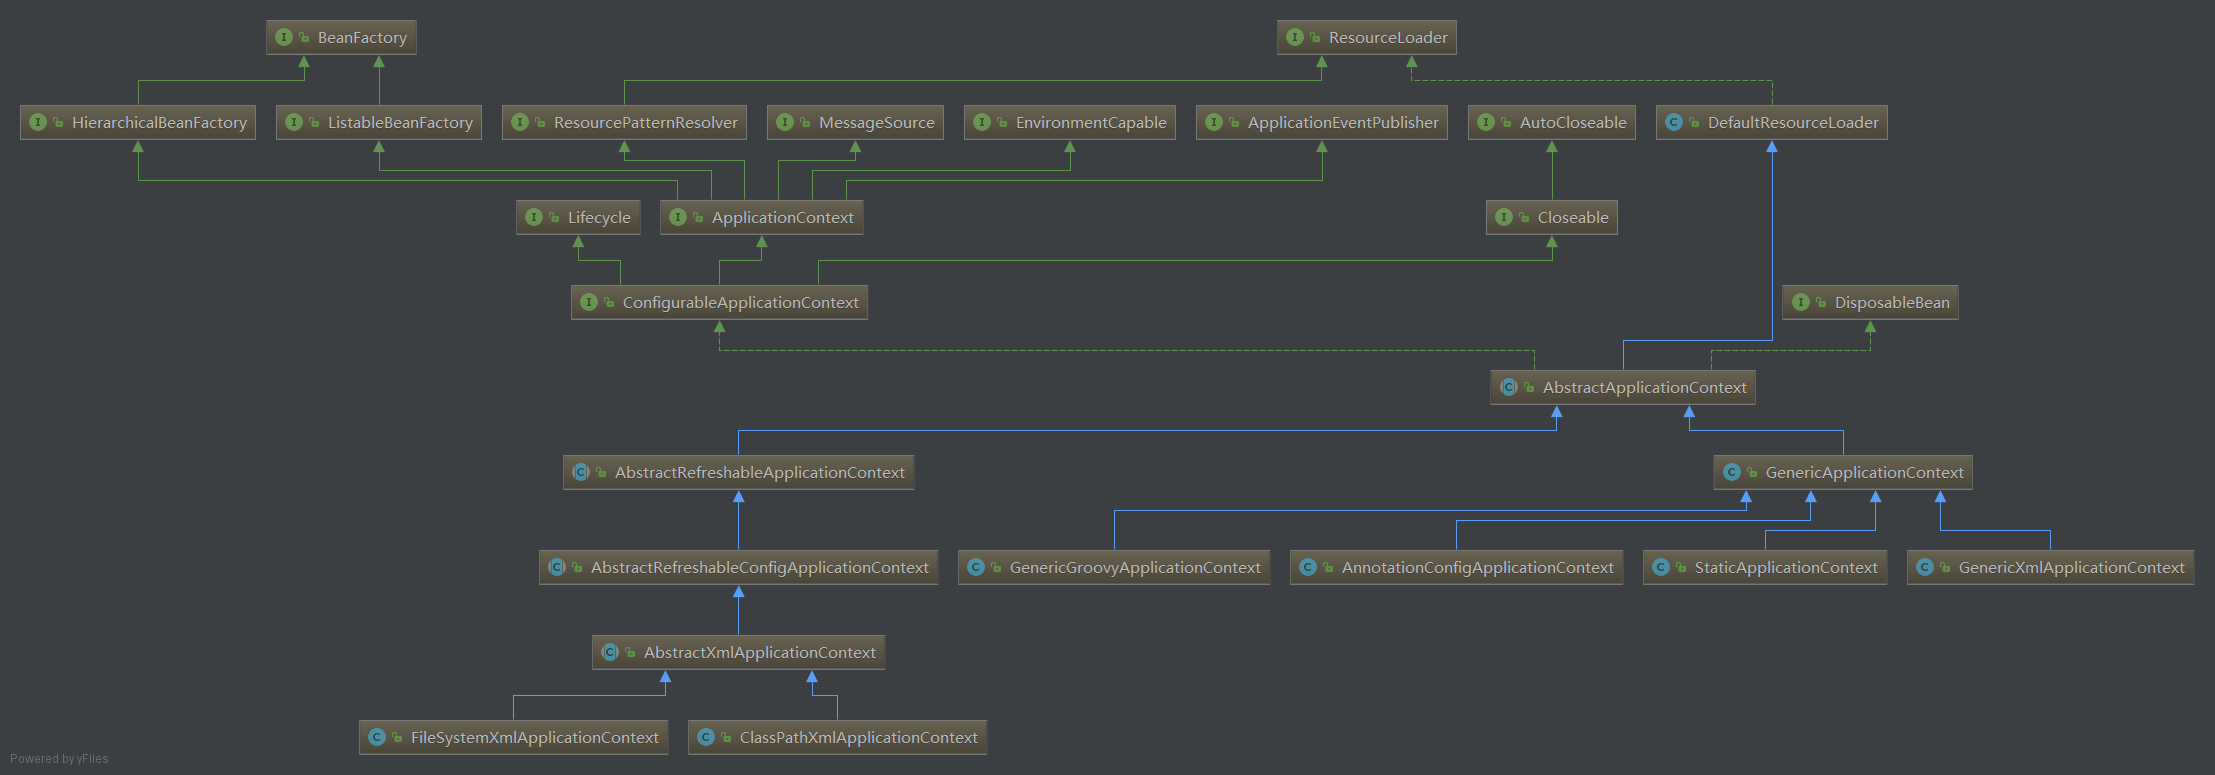 BeanFactory
ResourceLoader
HierarchicalBeanFactory
ListableBeanFactory
ResourcePatternResolver
MessageSource
EnvironmentCapable
ApplicationEventPublisher
AutoCloseable
DefaultResourceLoader
Lifecycle
ApplicationContext
Closeable
ConfigurableApplicationContext
DisposableBean
AbstractApplicationContext
AbstractRefreshableApplicationContext
GenericApplicationContext
AbstractRefreshableConfigApplicationContext
GenericGroovyApplicationContext
AnnotationConfigApplicationContext
StaticApplicationContext
GenericXmlApplicationContext
AbstractXmlApplicationContext
FileSystemXmlApplicationContext
ClassPathXmlApplicationContext
Powered by yFiles